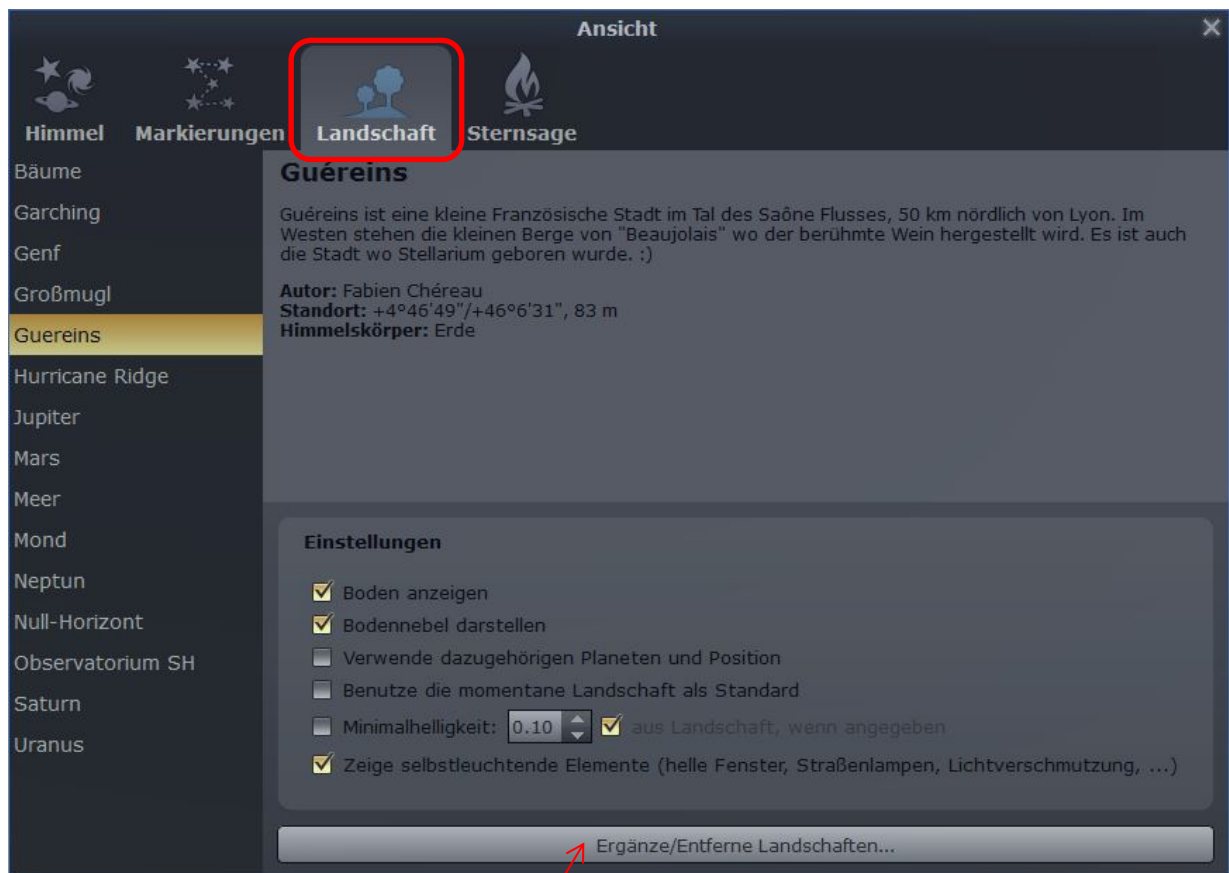 Ansicht
Himmel
Markierungen
Landschaft
Sternsage
Bäume
Garching
Genf
Großmugl
Guereins
Hurricane Ridge
Jupiter
Mars
Meer
Mond
Neptun
Null-Horizont
Observatorium SH
Saturn
Uranus
Guéreins
Guéreins ist eine kleine Französische Stadt im Tal des Saône Flusses, 50 km nördlich von Lyon. Im
Westen stehen die kleinen Berge von "Beaujolais" wo der berühmte Wein hergestellt wird. Es ist auch
die Stadt wo Stellarium geboren wurde. :)
Autor: Fabien Chéreau
Standort: +4°46'49"/+46°6'31", 83 m
Himmelskörper: Erde
Einstellungen
Boden anzeigen
Bodennebel darstellen
Verwende dazugehörigen Planeten und Position
Benutze die momentane Landschaft als Standard
Minimalhelligkeit: 0.10 aus Landschaft, wenn angegeben
Zeige selbstleuchtende Elemente (helle Fenster, Straßenlampen, Lichtverschmutzung, ...)
Ergänze/Entferne Landschaften...